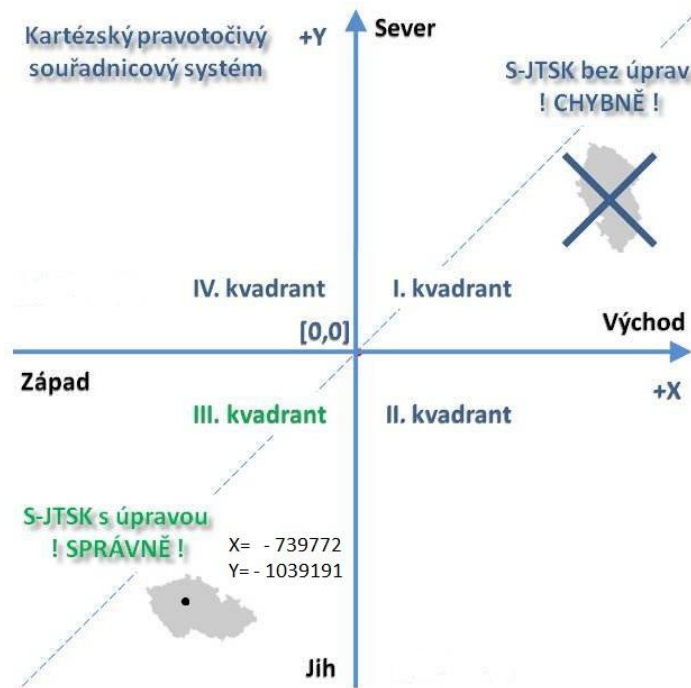 Kartézský pravotočivý
souřadnicový systém
+Y
Sever
S-JTSK bez úprav
! CHYBNĚ !
IV. kvadrant
I. kvadrant
[0,0]
Východ
Západ
+X
III. kvadrant
II. kvadrant
S-JTSK s úpravou
! SPRÁVNĚ !
X= - 739772
Y= - 1039191
Jih